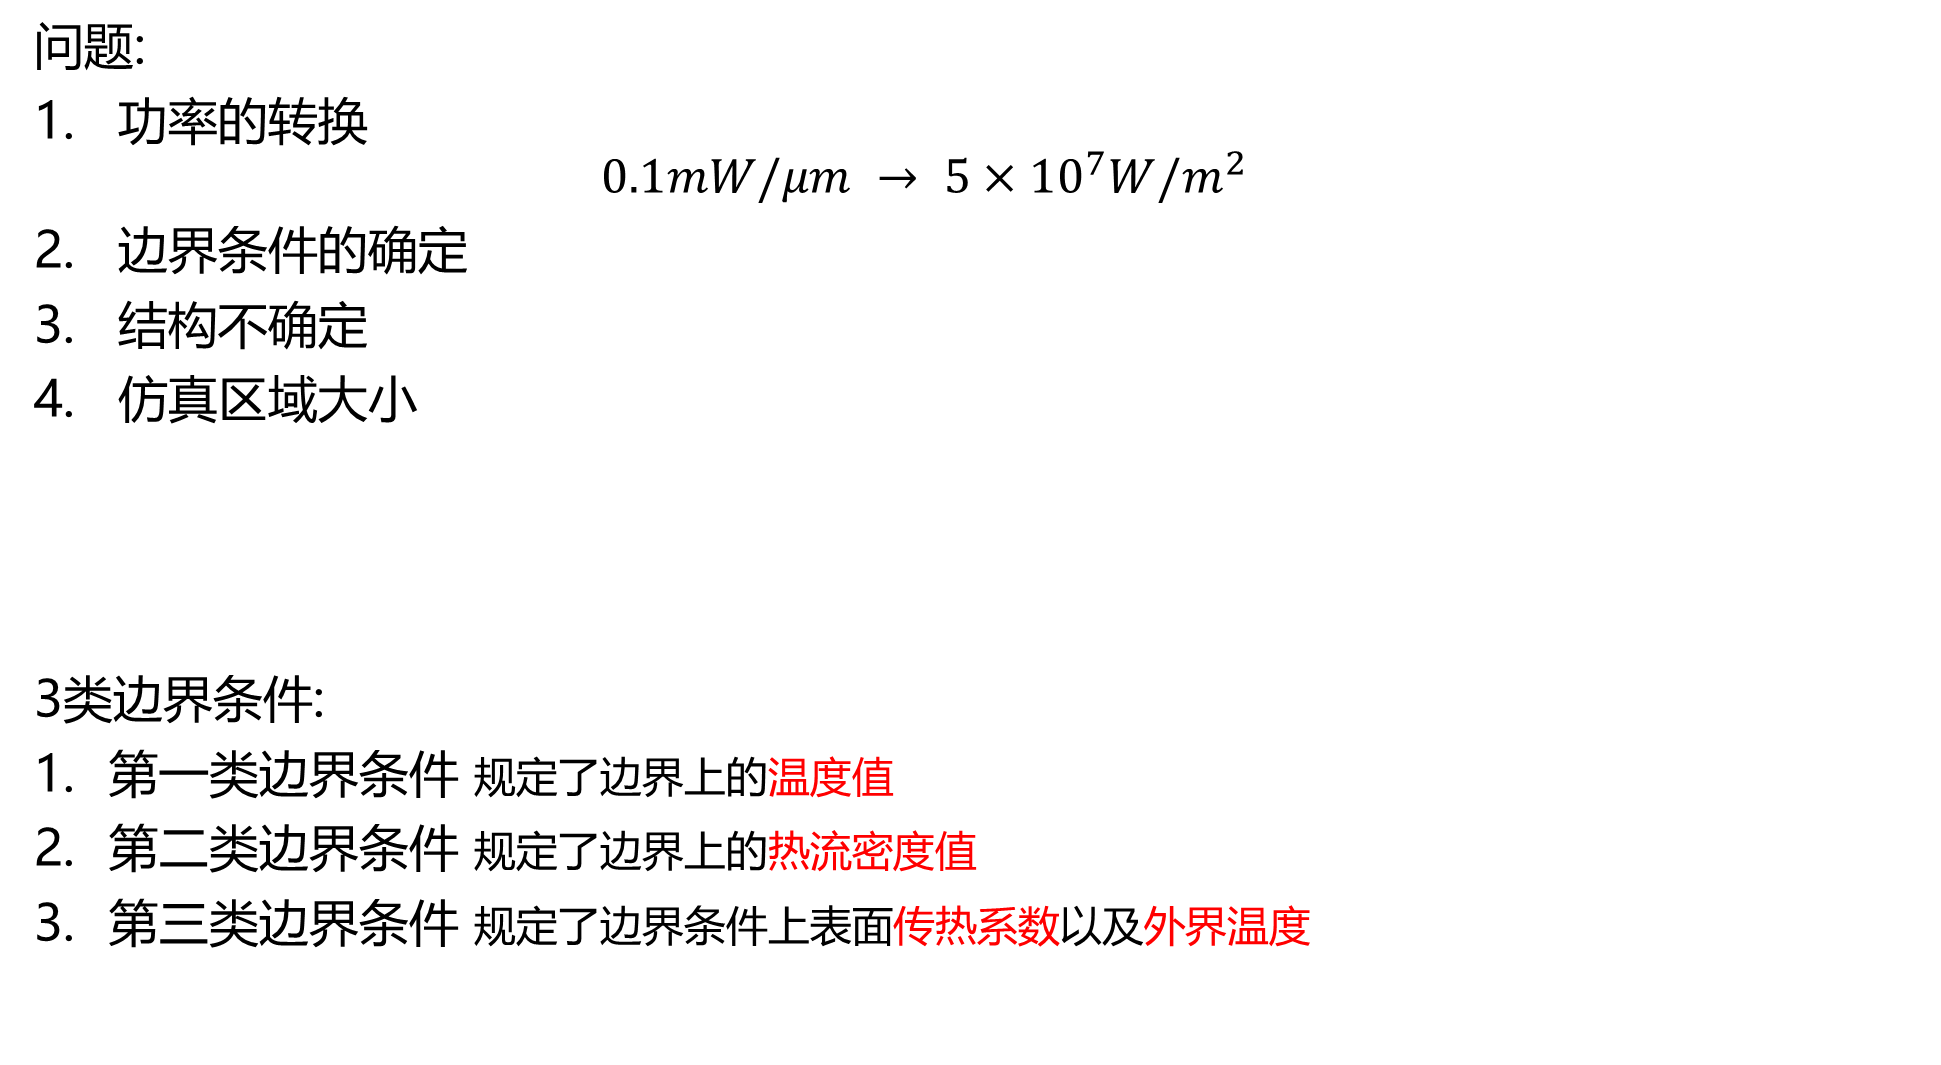 问题:
1. 功率的转换
0.1mW/μm → 5 × 10⁷W/m²
2. 边界条件的确定
3. 结构不确定
4. 仿真区域大小
3类边界条件:
1. 第一类边界条件 规定了边界上的温度值
2. 第二类边界条件 规定了边界上的热流密度值
3. 第三类边界条件 规定了边界条件上表面传热系数以及外界温度